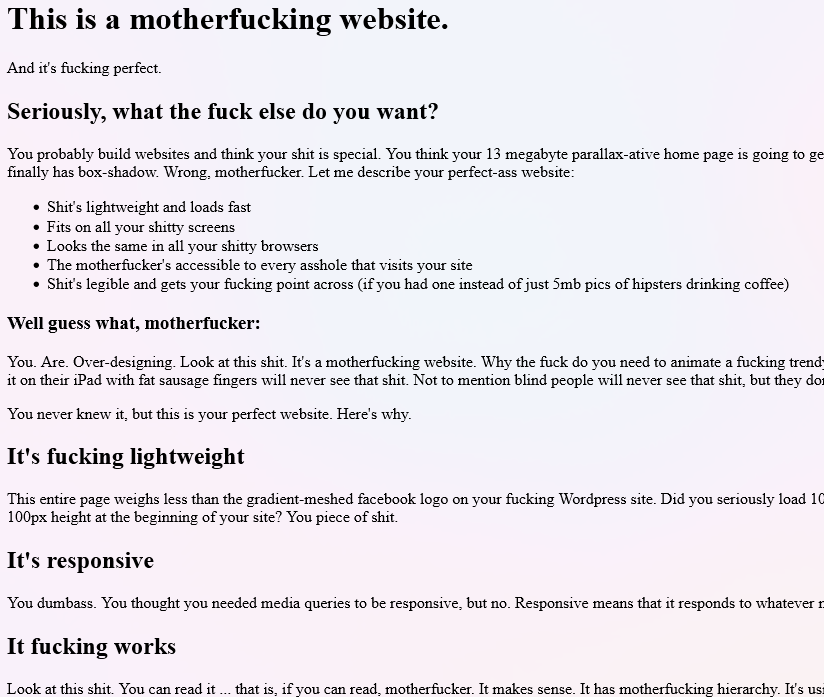 This is a motherfucking website.
And it's fucking perfect.
Seriously, what the fuck else do you want?
You probably build websites and think your shit is special. You think your 13 megabyte parallax-ative home page is going to ge
finally has box-shadow. Wrong, motherfucker. Let me describe your perfect-ass website:
• Shit's lightweight and loads fast
• Fits on all your shitty screens
• Looks the same in all your shitty browsers
• The motherfucker's accessible to every asshole that visits your site
• Shit's legible and gets your fucking point across (if you had one instead of just 5mb pics of hipsters drinking coffee)
Well guess what, motherfucker:
You. Are. Over-designing. Look at this shit. It's a motherfucking website. Why the fuck do you need to animate a fucking trendy
it on their iPad with fat sausage fingers will never see that shit. Not to mention blind people will never see that shit, but they do
You never knew it, but this is your perfect website. Here's why.
It's fucking lightweight
This entire page weighs less than the gradient-meshed facebook logo on your fucking Wordpress site. Did you seriously load 10
100px height at the beginning of your site? You piece of shit.
It's responsive
You dumbass. You thought you needed media queries to be responsive, but no. Responsive means that it responds to whatever
It fucking works
Look at this shit. You can read it ... that is, if you can read, motherfucker. It makes sense. It has motherfucking hierarchy. It's usi